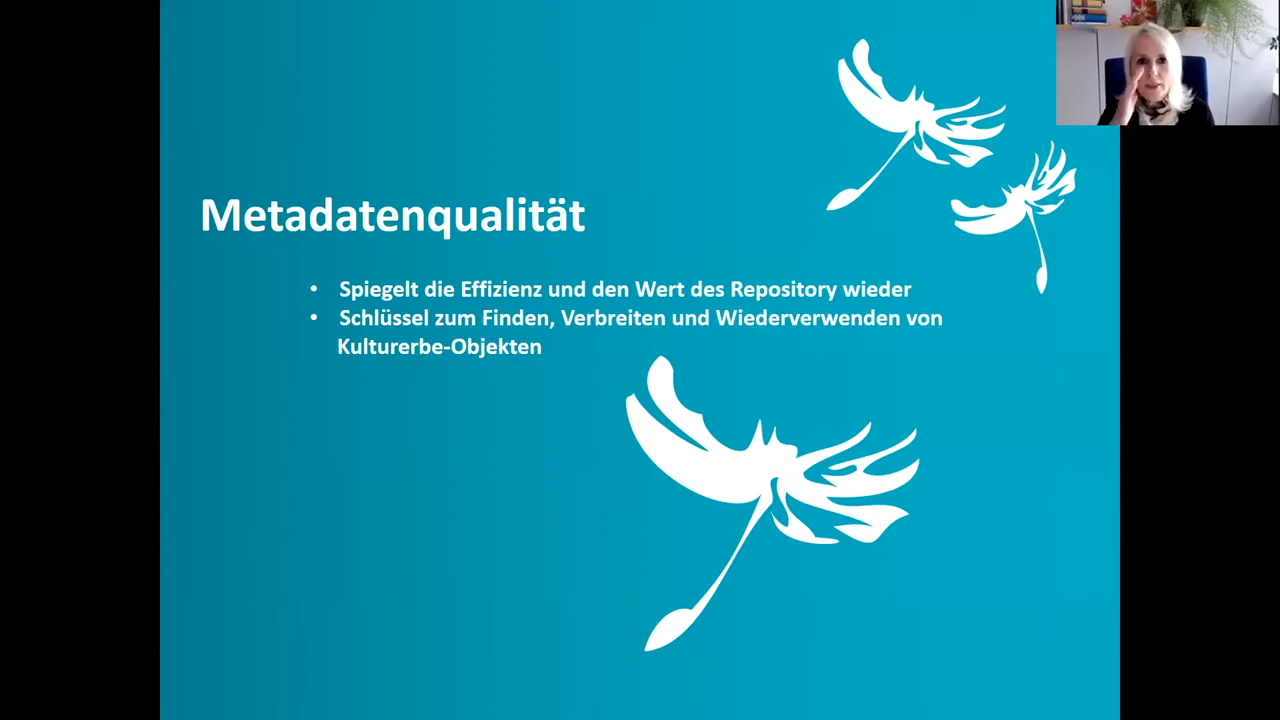 Metadatenqualität
• Spiegelt die Effizienz und den Wert des Repository wieder
• Schlüssel zum Finden, Verbreiten und Wiederverwenden von
Kulturerbe-Objekten